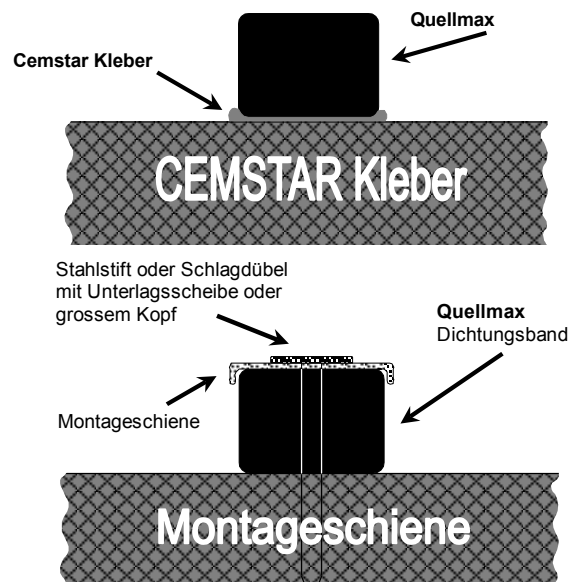 Quellmax
Cemstar Kleber
CEMSTAR Kleber
Stahlstift oder Schlagdübel
mit Unterlagsscheibe oder
grossem Kopf
Quellmax
Dichtungsband
Montageschiene
Montageschiene